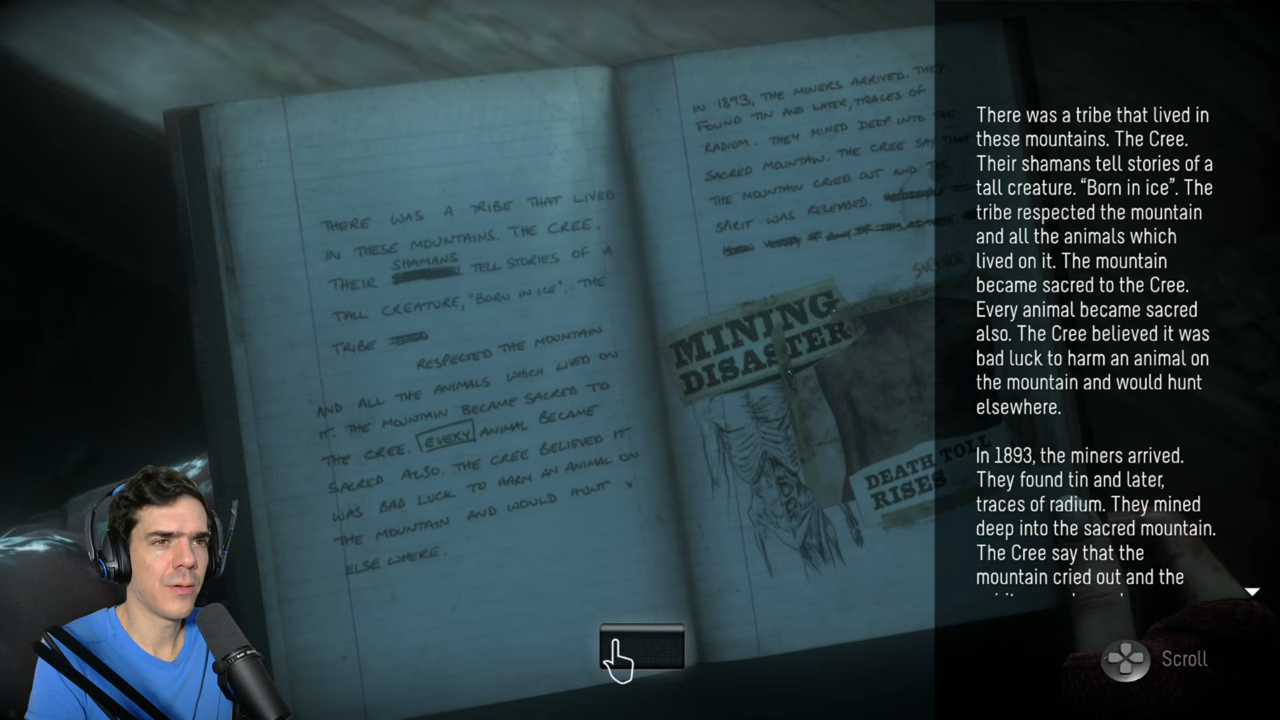 THERE WAS A TRIBE THAT LIVED
IN THESE MOUNTAINS. THE CREE.
THEIR SHAMANS TELL STORIES OF A
TALL CREATURE, "BORN IN ICE". THE
TRIBE
RESPECTED THE MOUNTAIN
AND ALL THE ANIMALS WHICH LIVED ON
IT. THE MOUNTAIN BECAME SACRED TO
THE CREE. EVERY ANIMAL BECAME
SACRED ALSO. THE CREE BELIEVED IT
WAS BAD LUCK TO HARM AN ANIMAL ON
THE MOUNTAIN AND WOULD HUNT
ELSE WHERE.
IN 1893, THE MINERS ARRIVED. THEY
FOUND TIN AND LATER, TRACES OF
RADIUM. THEY MINED DEEP INTO THE
SACRED MOUNTAIN. THE CREE SAY THAT
THE MOUNTAIN CRIED OUT AND THE
SPIRIT WAS RELEASED.
MINING
DISASTER
DEATH TOLL
RISES
There was a tribe that lived in
these mountains. The Cree.
Their shamans tell stories of a
tall creature. “Born in ice”. The
tribe respected the mountain
and all the animals which
lived on it. The mountain
became sacred to the Cree.
Every animal became sacred
also. The Cree believed it was
bad luck to harm an animal on
the mountain and would hunt
elsewhere.
In 1893, the miners arrived.
They found tin and later,
traces of radium. They mined
deep into the sacred mountain.
The Cree say that the
mountain cried out and the
Scroll